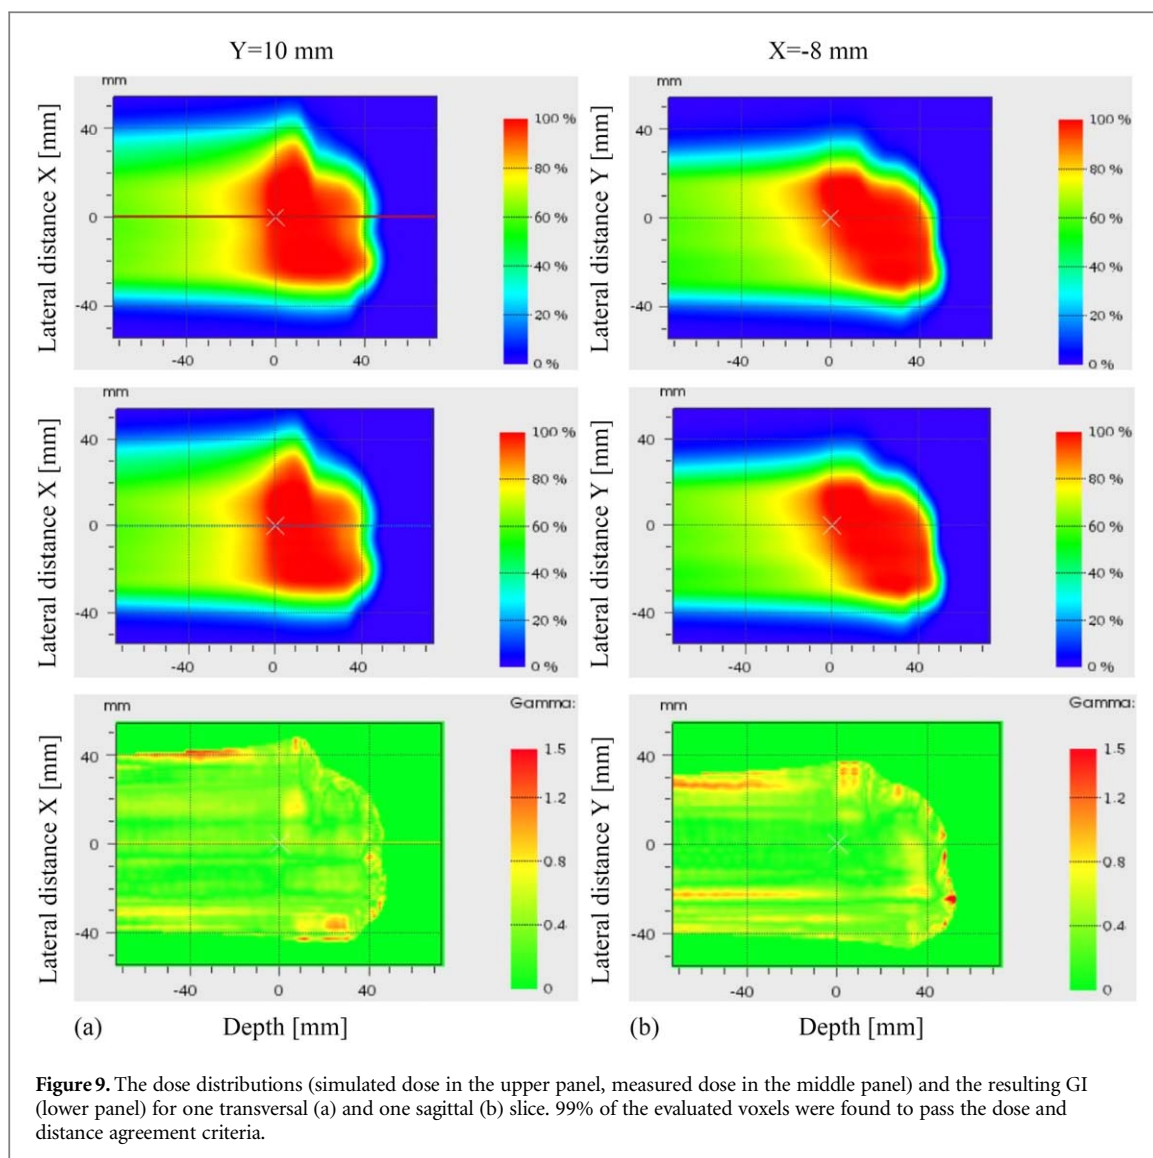 Y=10 mm
X=-8 mm
mm
Lateral distance X [mm]
40
0
-40
-40 0 40
100 %
80 %
60 %
40 %
20 %
0 %
mm
Lateral distance Y [mm]
40
0
-40
-40 0 40
100 %
80 %
60 %
40 %
20 %
0 %
mm
Lateral distance X [mm]
40
0
-40
-40 0 40
100 %
80 %
60 %
40 %
20 %
0 %
mm
Lateral distance Y [mm]
40
0
-40
-40 0 40
100 %
80 %
60 %
40 %
20 %
0 %
mm
Gamma:
Lateral distance X [mm]
40
0
-40
-40 0 40
1.5
1.2
0.8
0.4
0
mm
Gamma:
Lateral distance Y [mm]
40
0
-40
-40 0 40
1.5
1.2
0.8
0.4
0
(a) Depth [mm]
(b) Depth [mm]
Figure 9. The dose distributions (simulated dose in the upper panel, measured dose in the middle panel) and the resulting GI
(lower panel) for one transversal (a) and one sagittal (b) slice. 99% of the evaluated voxels were found to pass the dose and
distance agreement criteria.